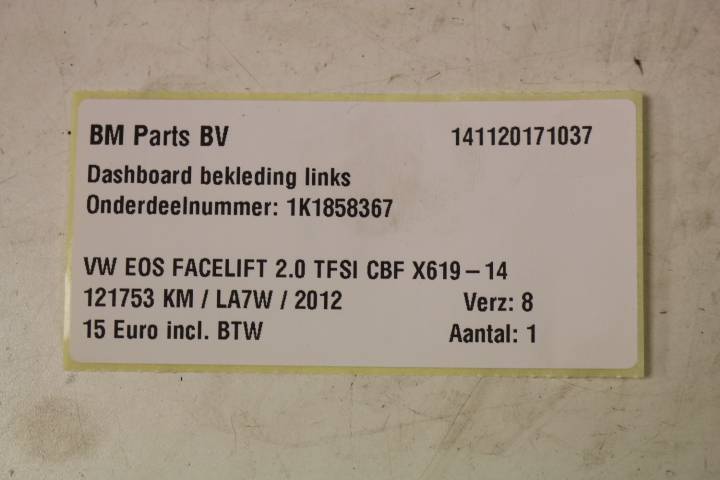 BM Parts BV 141120171037
Dashboard bekleding links
Onderdeelnummer: 1K1858367
VW EOS FACELIFT 2.0 TFSI CBF X619-14
121753 KM / LA7W / 2012 Verz: 8
15 Euro incl. BTW Aantal: 1